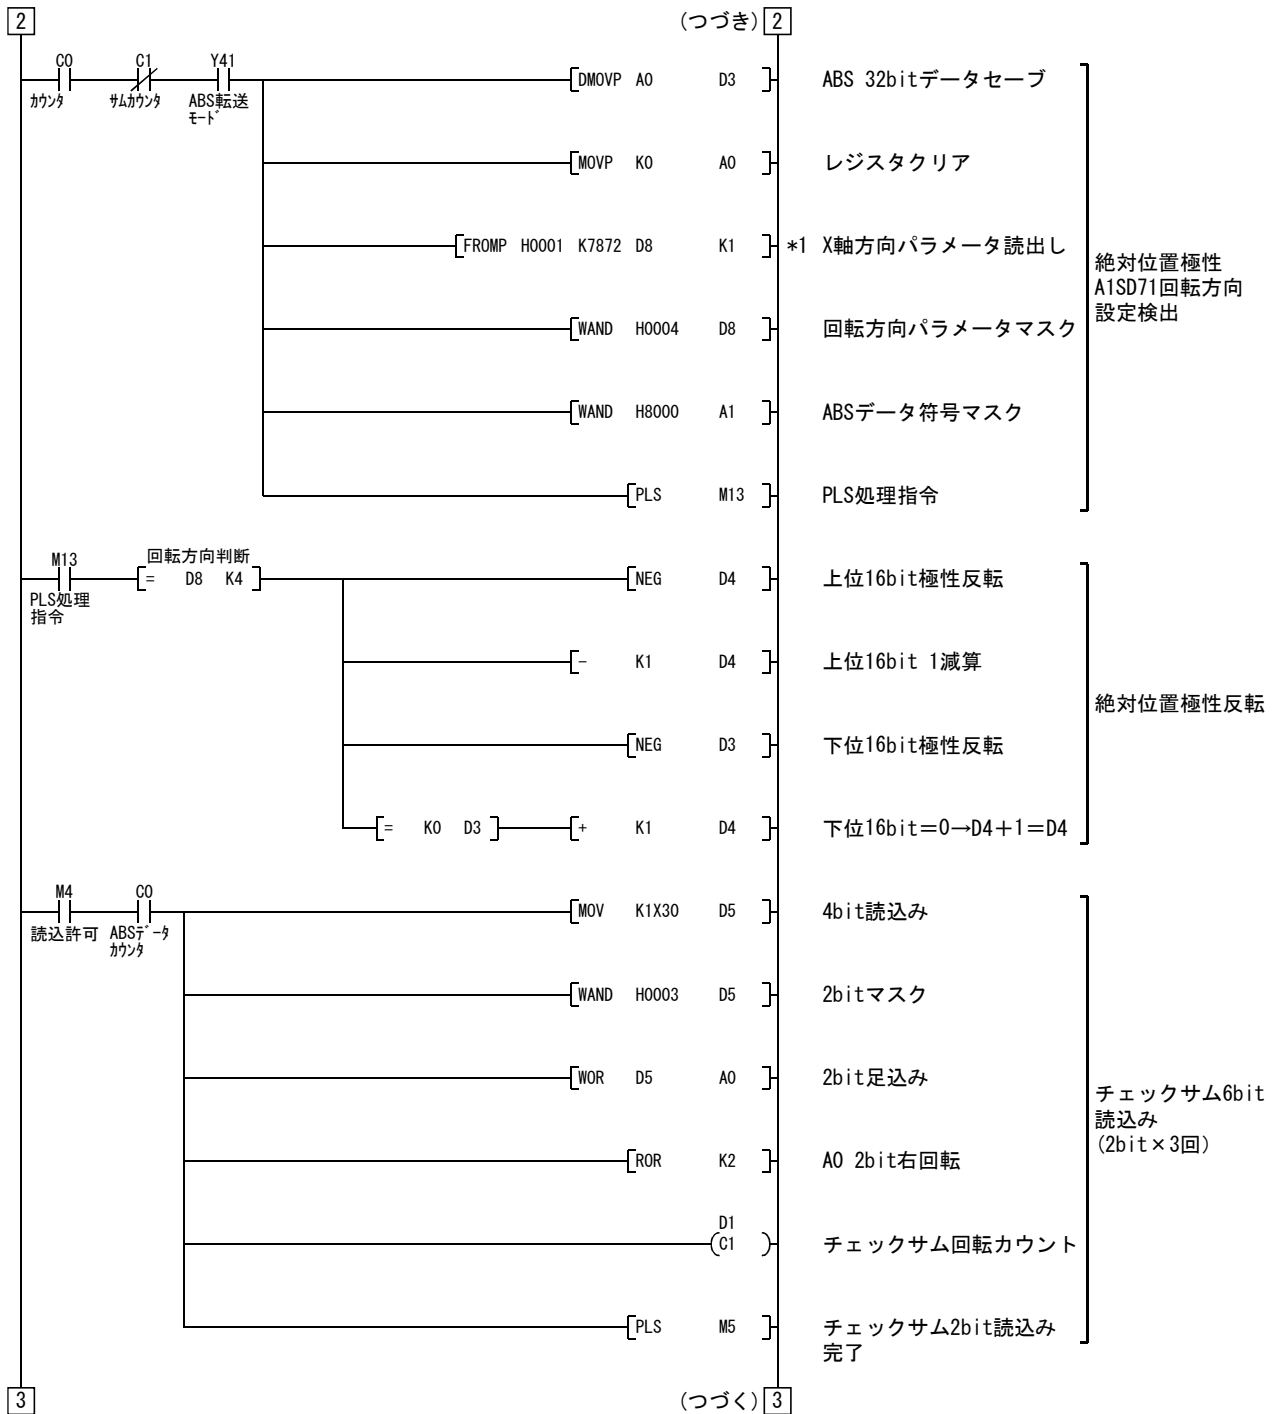 2 (つづき) 2
C0 C1 Y41
[DMOVP A0 D3] ABS 32bitデータセーブ
ｶｳﾝﾀ ｻﾑｶｳﾝﾀ ABS転送
ﾓｰﾄﾞ
[MOVP K0 A0] レジスタクリア
[FROMP H0001 K7872 D8 K1] *1 X軸方向パラメータ読出し
絶対位置極性
A1SD71回転方向
設定検出
[WAND H0004 D8] 回転方向パラメータマスク
[WAND H8000 A1] ABSデータ符号マスク
[PLS M13] PLS処理指令
M13 回転方向判断
[= D8 K4] [NEG D4] 上位16bit極性反転
PLS処理
指令
[- K1 D4] 上位16bit 1減算
絶対位置極性反転
[NEG D3] 下位16bit極性反転
[= K0 D3] [+ K1 D4] 下位16bit＝0→D4＋1＝D4
M4 C0
[MOV K1X30 D5] 4bit読込み
読込許可 ABSﾃﾞｰﾀ
ｶｳﾝﾀ
[WAND H0003 D5] 2bitマスク
[WOR D5 A0] 2bit足込み
チェックサム6bit
読込み
(2bit×3回)
[ROR K2] A0 2bit右回転
D1
(C1) チェックサム回転カウント
[PLS M5] チェックサム2bit読込み
完了
3 (つづく) 3